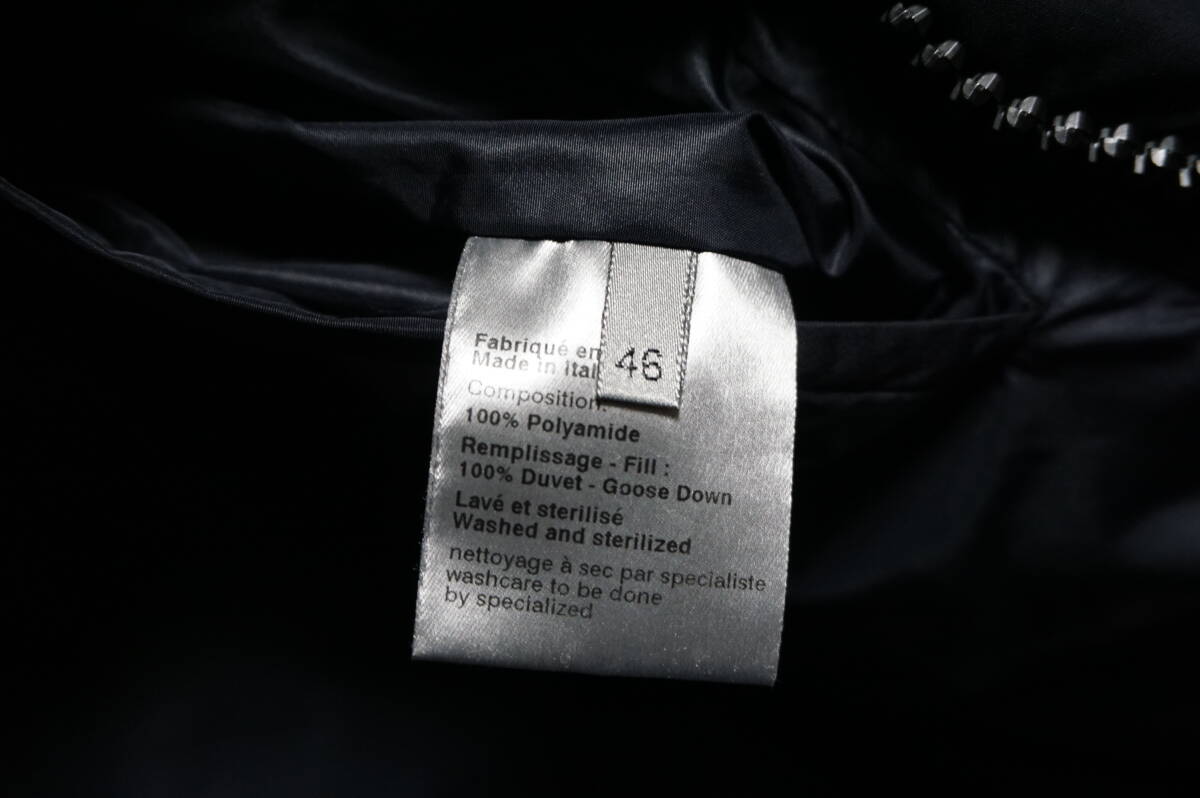 46
Fabriqué en
Made in Ital
Composition:
100% Polyamide
Remplissage - Fill :
100% Duvet - Goose Down
Lavé et sterilisé
Washed and sterilized
nettoyage à sec par specialiste
washcare to be done
by specialized